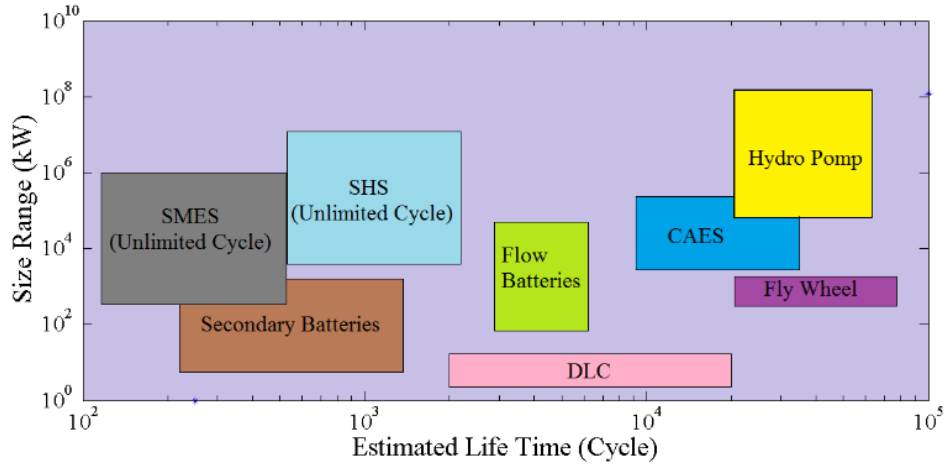 10^10
10^8
10^6
10^4
10^2
10^0
Size Range (kW)
SMES
(Unlimited Cycle)
SHS
(Unlimited Cycle)
Secondary Batteries
Flow
Batteries
DLC
CAES
Hydro Pomp
Fly Wheel
10^2
10^3
10^4
10^5
Estimated Life Time (Cycle)